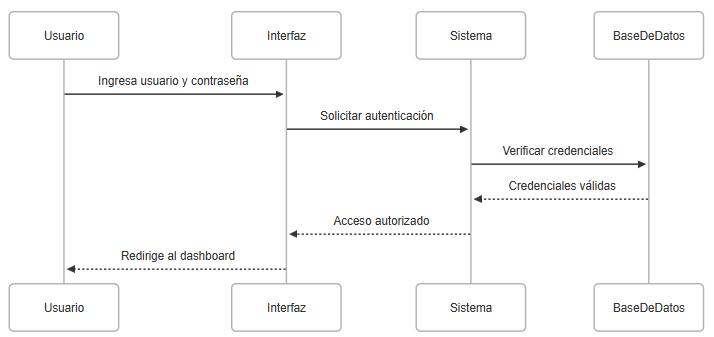 Usuario
Interfaz
Sistema
BaseDeDatos
Ingresa usuario y contraseña
Solicitar autenticación
Verificar credenciales
Credenciales válidas
Acceso autorizado
Redirige al dashboard
Usuario
Interfaz
Sistema
BaseDeDatos